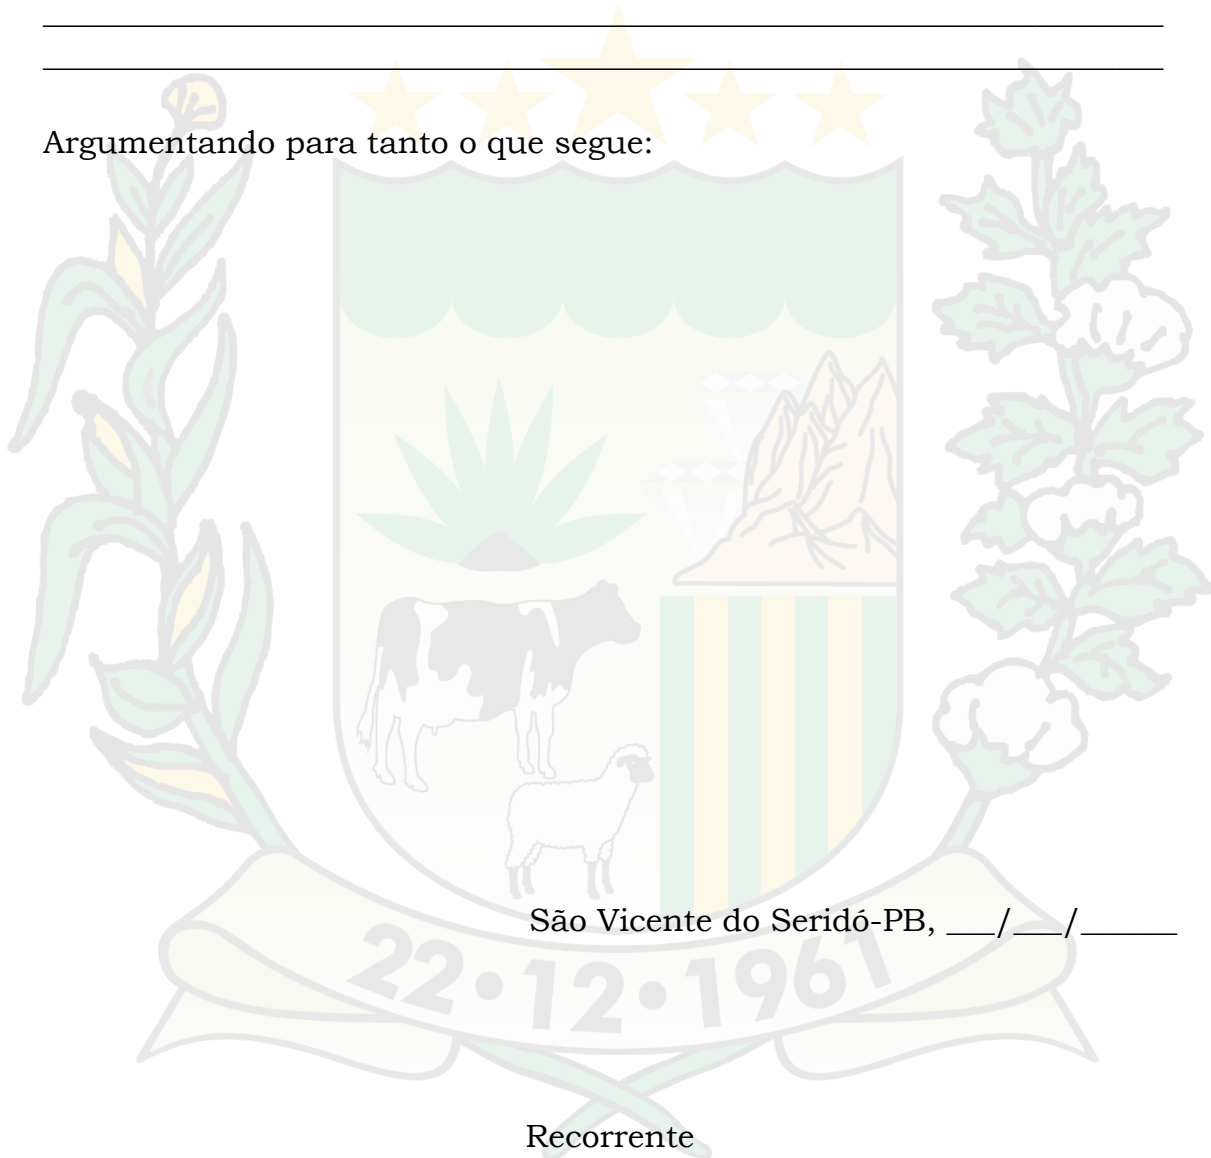 Argumentando para tanto o que segue:
São Vicente do Seridó-PB, ___/___/______
22•12•1961
Recorrente